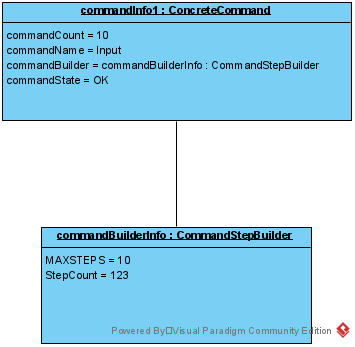 commandInfo1 : ConcreteCommand
commandCount = 10
commandName = Input
commandBuilder = commandBuilderInfo : CommandStepBuilder
commandState = OK
commandBuilderInfo : CommandStepBuilder
MAXSTEPS = 10
StepCount = 123
Powered By Visual Paradigm Community Edition